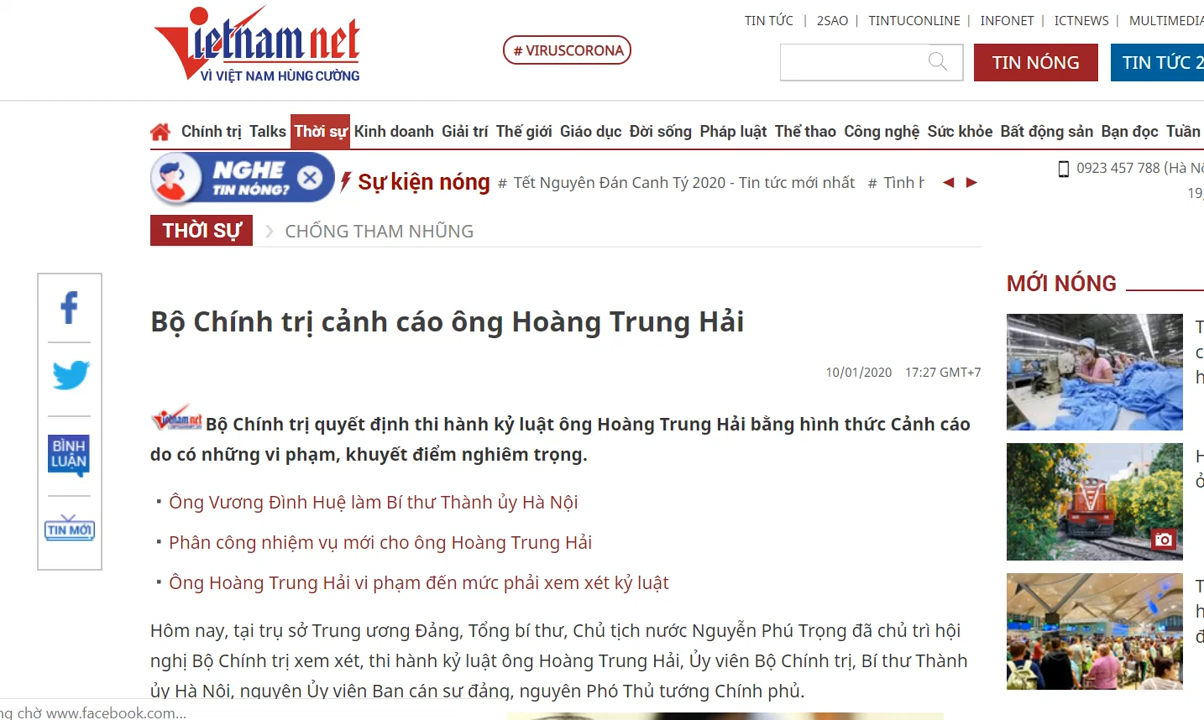 Vietnamnet
VÌ VIỆT NAM HÙNG CƯỜNG
# VIRUSCORONA
TIN TỨC | 2SAO | TINTUCONLINE | INFONET | ICTNEWS | MULTIMEDIA
TIN NÓNG
TIN TỨC 2
Chính trị Talks Thời sự Kinh doanh Giải trí Thế giới Giáo dục Đời sống Pháp luật Thể thao Công nghệ Sức khỏe Bất động sản Bạn đọc Tuần
NGHE
TIN NÓNG?
Sự kiện nóng # Tết Nguyên Đán Canh Tý 2020 - Tin tức mới nhất # Tình h
0923 457 788 (Hà Nộ
19,
THỜI SỰ
CHỐNG THAM NHŨNG
MỚI NÓNG
Bộ Chính trị cảnh cáo ông Hoàng Trung Hải
10/01/2020 17:27 GMT+7
Vietnamnet Bộ Chính trị quyết định thi hành kỷ luật ông Hoàng Trung Hải bằng hình thức Cảnh cáo
do có những vi phạm, khuyết điểm nghiêm trọng.
Ông Vương Đình Huệ làm Bí thư Thành ủy Hà Nội
Phân công nhiệm vụ mới cho ông Hoàng Trung Hải
Ông Hoàng Trung Hải vi phạm đến mức phải xem xét kỷ luật
Hôm nay, tại trụ sở Trung ương Đảng, Tổng bí thư, Chủ tịch nước Nguyễn Phú Trọng đã chủ trì hội
nghị Bộ Chính trị xem xét, thi hành kỷ luật ông Hoàng Trung Hải, Ủy viên Bộ Chính trị, Bí thư Thành
ủy Hà Nội, nguyên Ủy viên Ban cán sự đảng, nguyên Phó Thủ tướng Chính phủ.
BÌNH
LUẬN
TIN MỚI
ng chờ www.facebook.com...